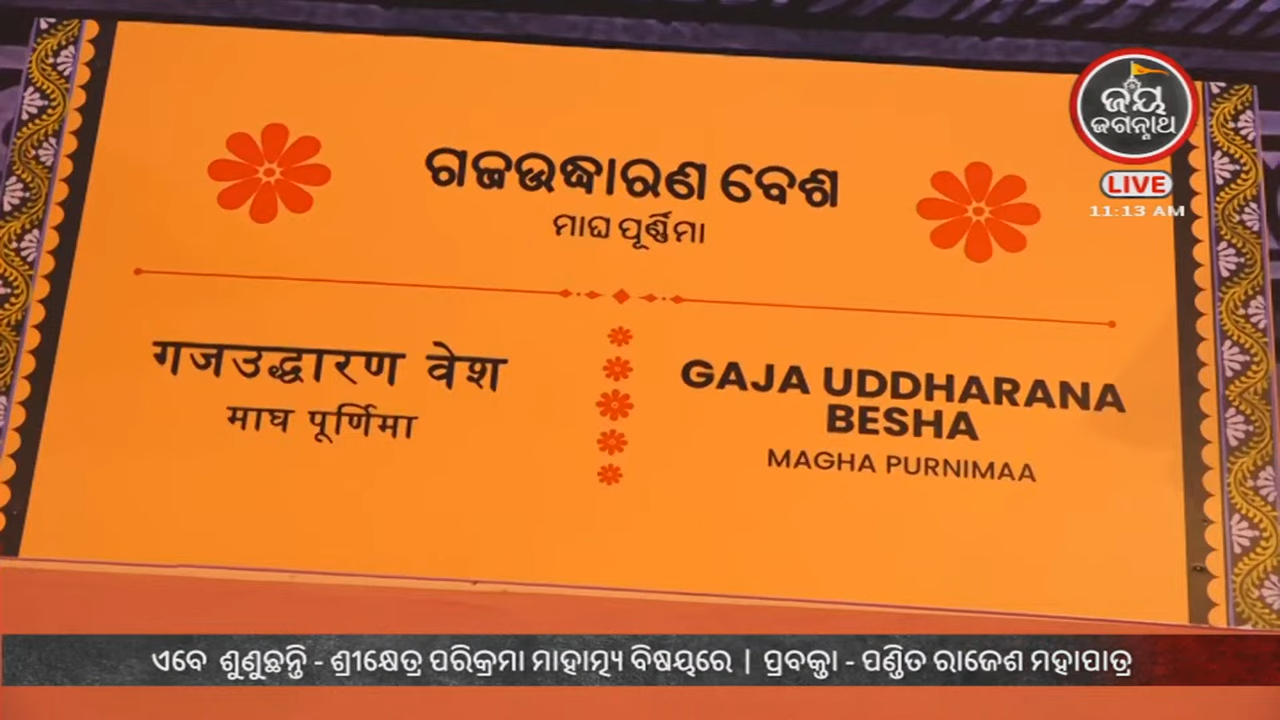 ଗଜଉଦ୍ଧାରଣ ବେଶ
ମାଘ ପୂର୍ଣ୍ଣିମା
गजउद्धारण वेश
माघ पूर्णिमा
GAJA UDDHARANA
BESHA
MAGHA PURNIMAA
ଜୟ
ଜଗନ୍ନାଥ
LIVE
11:13 AM
ଏବେ ଶୁଣୁଛନ୍ତି - ଶ୍ରୀକ୍ଷେତ୍ର ପରିକ୍ରମା ମାହାତ୍ମ୍ୟ ବିଷୟରେ | ପ୍ରବକ୍ତା - ପଣ୍ଡିତ ରାଜେଶ ମହାପାତ୍ର